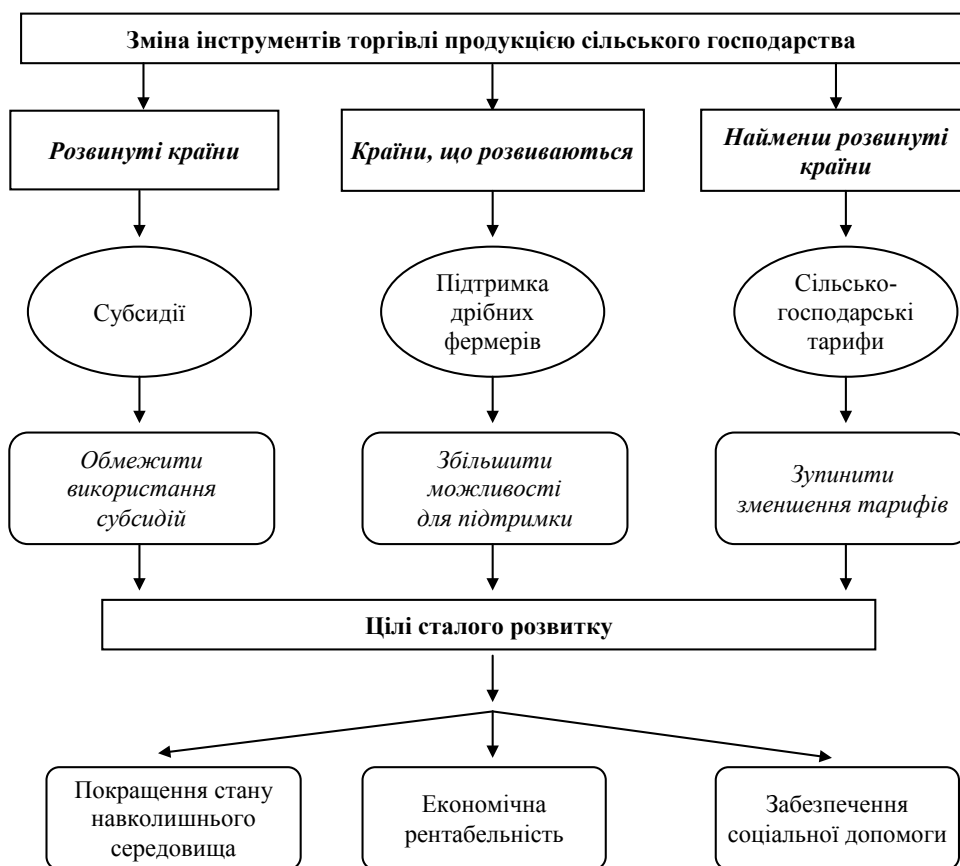 Зміна інструментів торгівлі продукцією сільського господарства
Розвинуті країни
Країни, що розвиваються
Найменш розвинуті
країни
Субсидії
Підтримка
дрібних
фермерів
Сільсько-
господарські
тарифи
Обмежити
використання
субсидій
Збільшити
можливості
для підтримки
Зупинити
зменшення тарифів
Цілі сталого розвитку
Покращення стану
навколишнього
середовища
Економічна
рентабельність
Забезпечення
соціальної допомоги